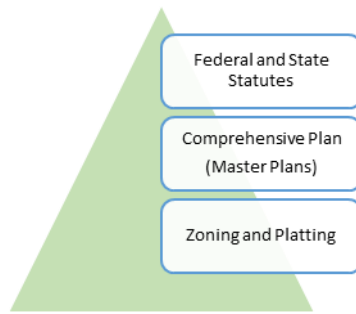 Federal and State
Statutes
Comprehensive Plan
(Master Plans)
Zoning and Platting